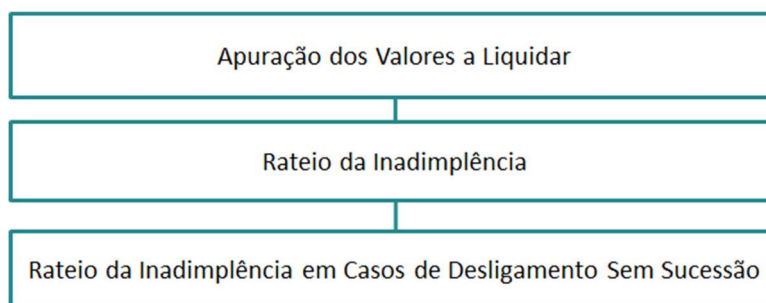 Apuração dos Valores a Liquidar
Rateio da Inadimplência
Rateio da Inadimplência em Casos de Desligamento Sem Sucessão